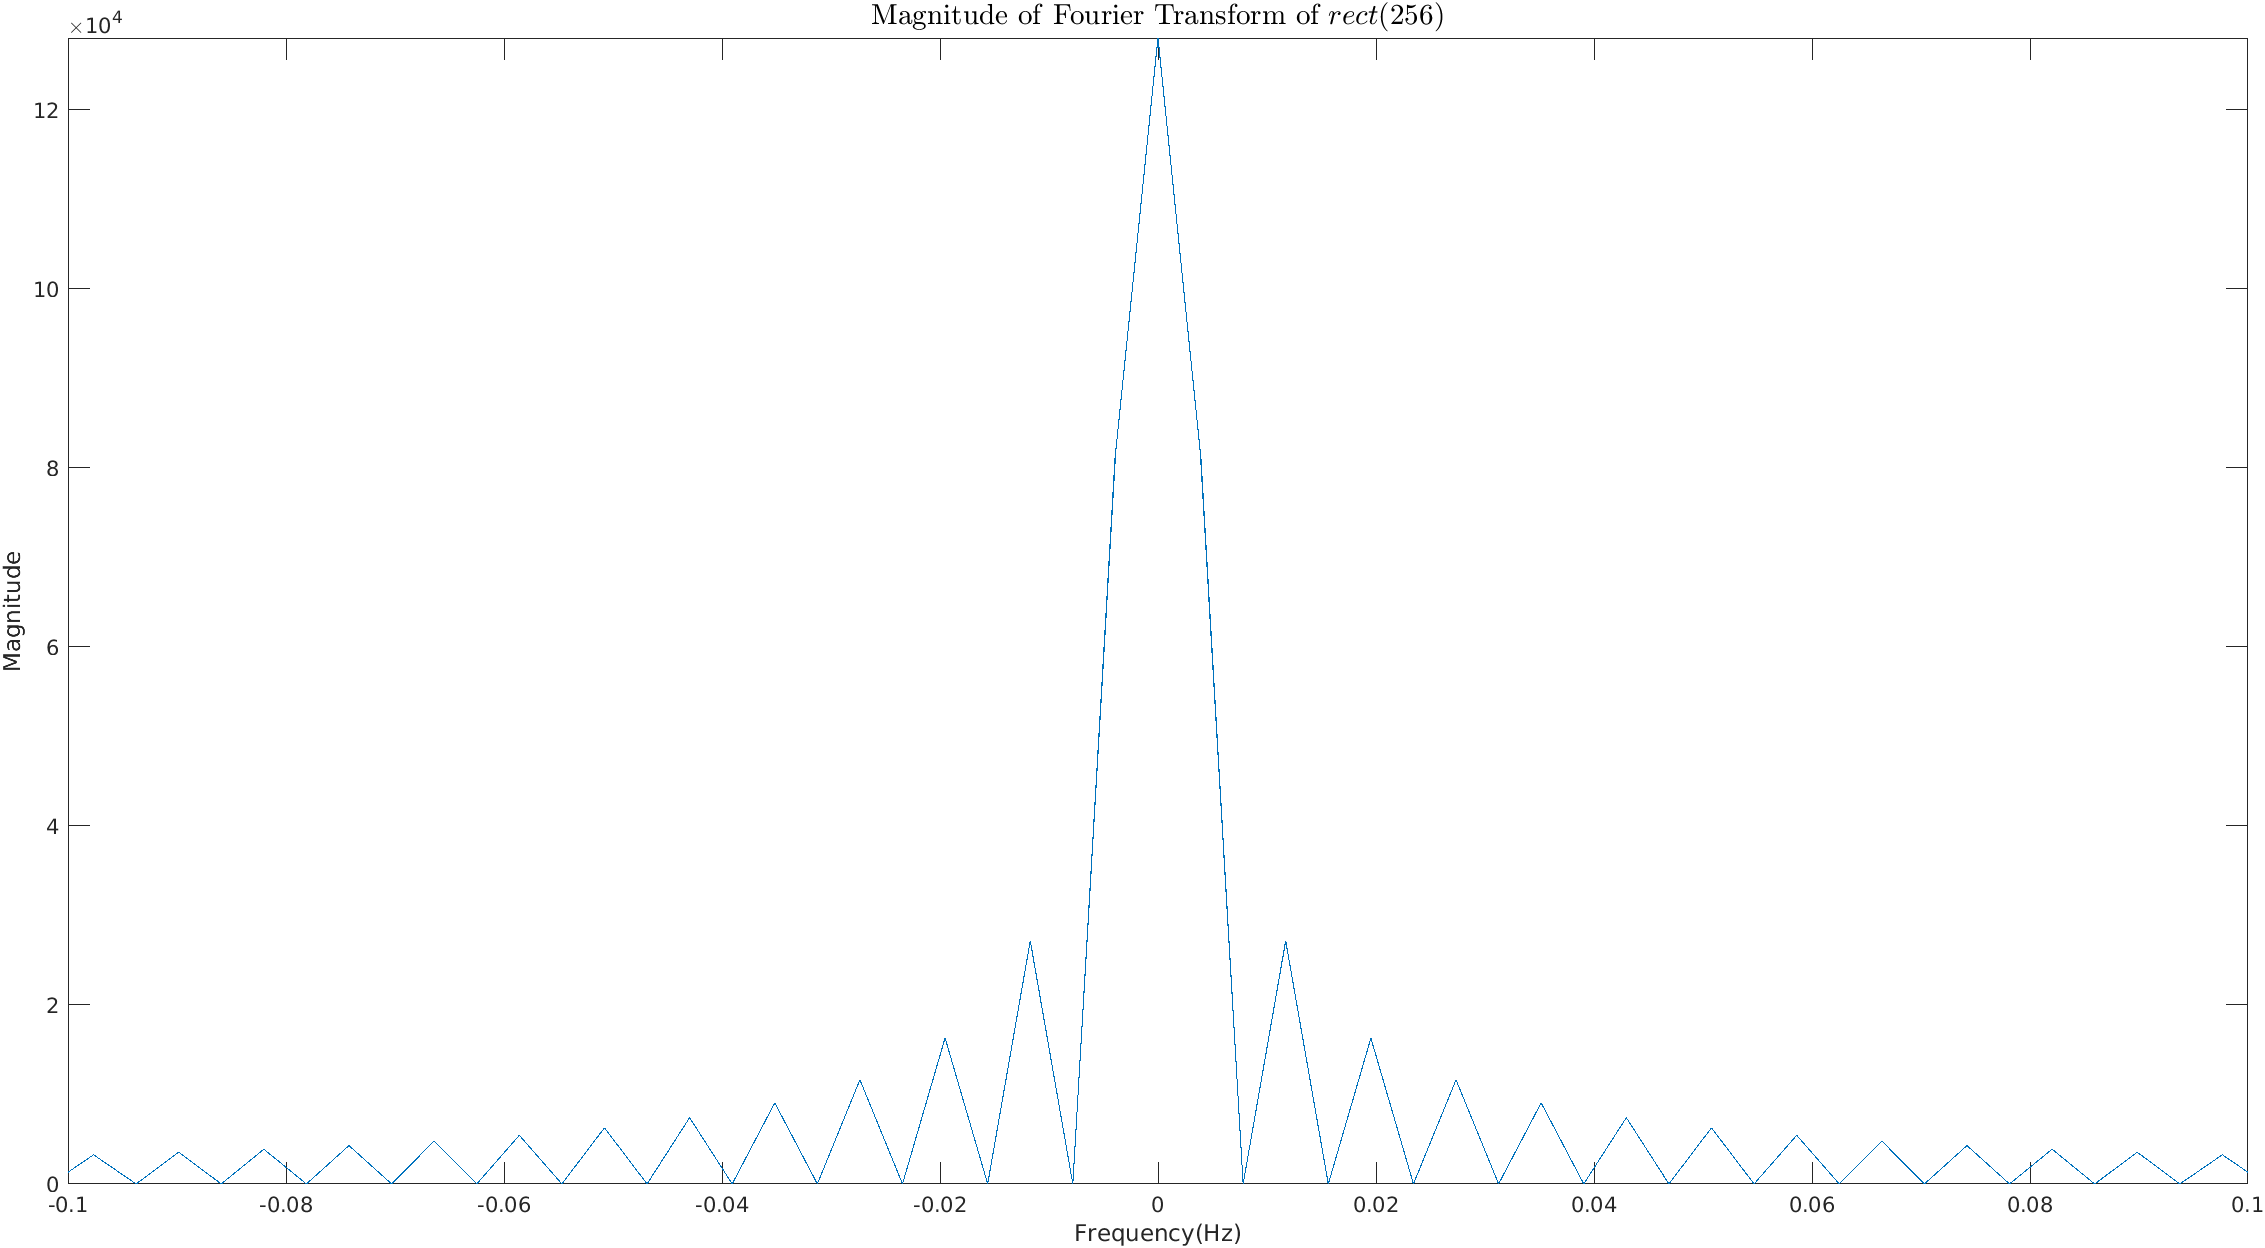 Magnitude of Fourier Transform of rect(256)
×10⁴
12
10
8
6
4
2
0
Magnitude
-0.1 -0.08 -0.06 -0.04 -0.02 0 0.02 0.04 0.06 0.08 0.1
Frequency(Hz)